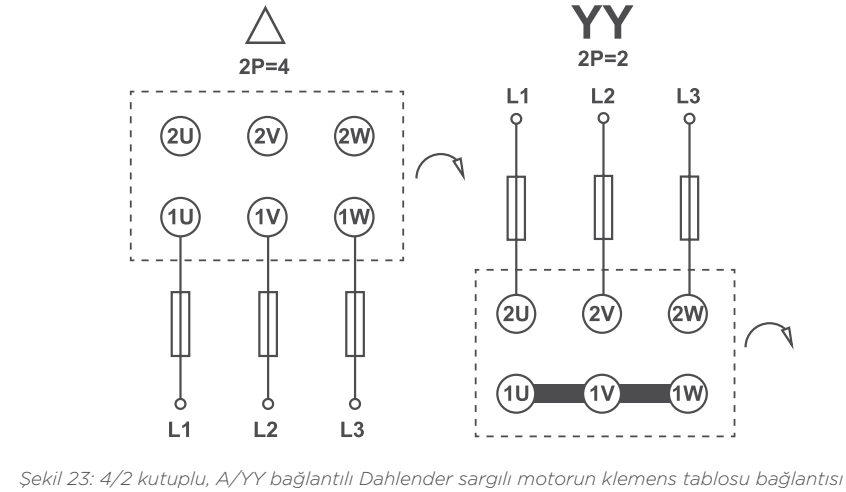 △
2P=4
2U 2V 2W
1U 1V 1W
L1 L2 L3
YY
2P=2
L1 L2 L3
2U 2V 2W
1U 1V 1W
Şekil 23: 4/2 kutuplu, A/YY bağlantılı Dahlender sargılı motorun klemens tablosu bağlantısı